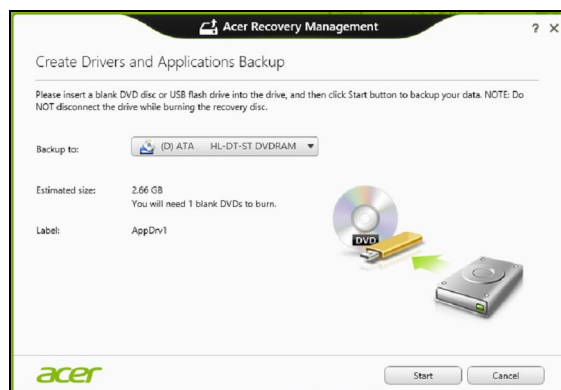 Acer Recovery Management
? X
Create Drivers and Applications Backup
Please insert a blank DVD disc or USB flash drive into the drive, and then click Start button to backup your data. NOTE: Do
NOT disconnect the drive while burning the recovery disc.
Backup to: (D) ATA HL-DT-ST DVDRAM
Estimated size: 2.66 GB
You will need 1 blank DVDs to burn.
Label: AppDrv1
DVD
acer
Start Cancel